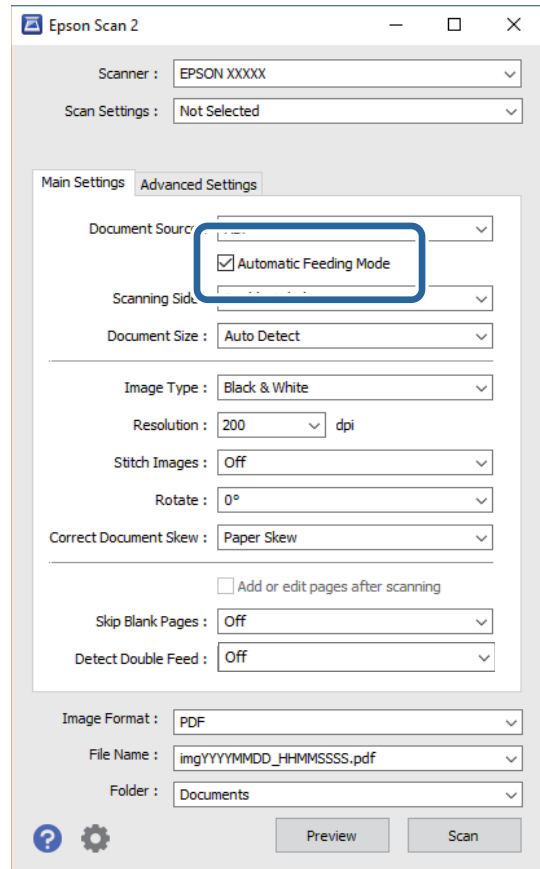 Epson Scan 2
Scanner : EPSON XXXXX
Scan Settings : Not Selected
Main Settings Advanced Settings
Document Sourc
Automatic Feeding Mode
Scanning Side
Document Size : Auto Detect
Image Type : Black & White
Resolution : 200 dpi
Stitch Images : Off
Rotate : 0°
Correct Document Skew : Paper Skew
Add or edit pages after scanning
Skip Blank Pages : Off
Detect Double Feed : Off
Image Format : PDF
File Name : imgYYYYMMDD_HHMMSSSS.pdf
Folder : Documents
? Preview Scan